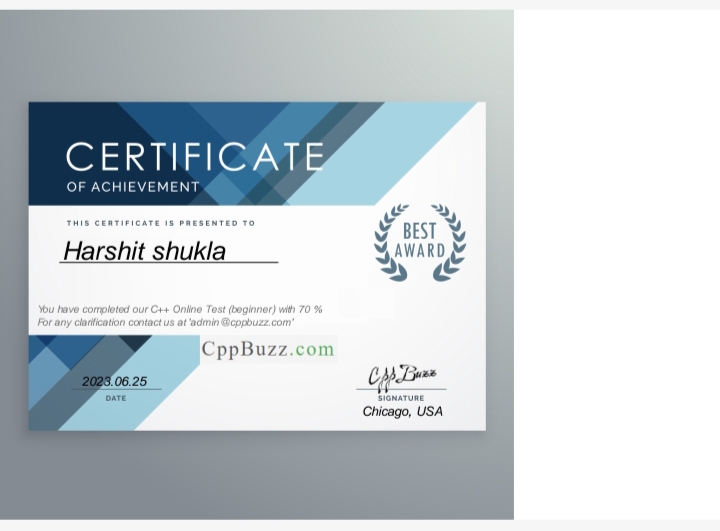 CERTIFICATE
OF ACHIEVEMENT
THIS CERTIFICATE IS PRESENTED TO
Harshit shukla
BEST
AWARD
You have completed our C++ Online Test (beginner) with 70 %
For any clarification contact us at 'admin@cppbuzz.com'
CppBuzz.com
2023.06.25
DATE
CppBuzz
SIGNATURE
Chicago, USA